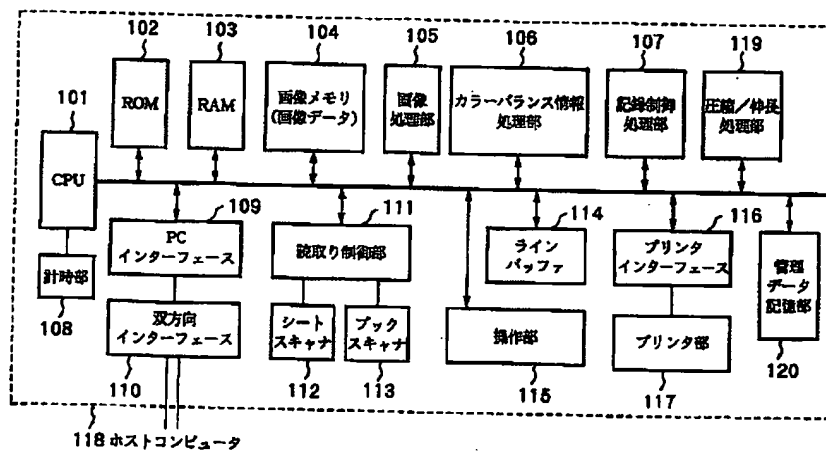 102
103
104
105
106
107
119
101
ROM
RAM
画像メモリ
(画像データ)
画像
処理部
カラーバランス情報
処理部
記録制御
処理部
圧縮/伸長
処理部
CPU
109
111
114
116
PC
インターフェース
読取り制御部
ライン
バッファ
プリンタ
インターフェース
管理
データ
記憶部
計時部
108
双方向
インターフェース
シート
スキャナ
ブック
スキャナ
操作部
プリンタ部
110
112
113
115
117
120
118 ホストコンピュータ